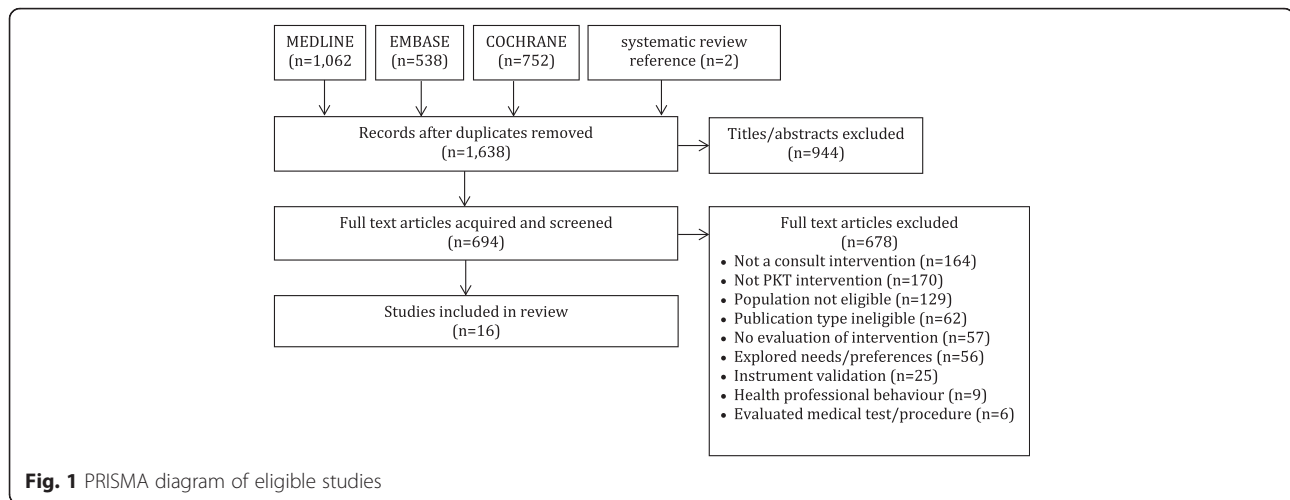 MEDLINE
(n=1,062
EMBASE
(n=538)
COCHRANE
(n=752)
systematic review
reference (n=2)
Records after duplicates removed
(n=1,638)
Titles/abstracts excluded
(n=944)
Full text articles acquired and screened
(n=694)
Full text articles excluded
(n=678)
• Not a consult intervention (n=164)
• Not PKT intervention (n=170)
• Population not eligible (n=129)
• Publication type ineligible (n=62)
• No evaluation of intervention (n=57)
• Explored needs/preferences (n=56)
• Instrument validation (n=25)
• Health professional behaviour (n=9)
• Evaluated medical test/procedure (n=6)
Studies included in review
(n=16)
Fig. 1 PRISMA diagram of eligible studies